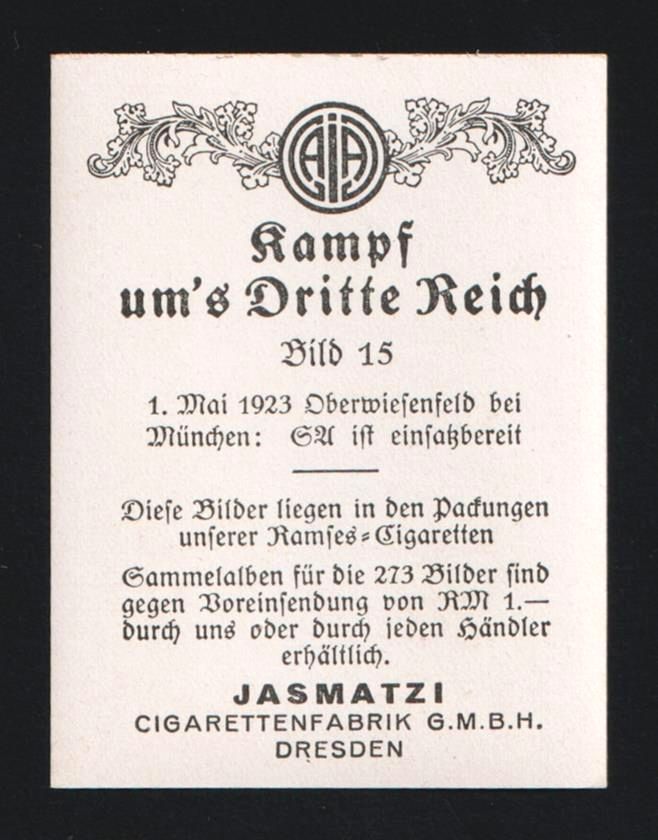 AJA
Kampf
um's Dritte Reich
Bild 15
1. Mai 1923 Oberwiesenfeld bei
München: SA ist einsatzbereit
Diese Bilder liegen in den Packungen
unserer Ramses-Cigaretten
Sammelalben für die 273 Bilder sind
gegen Voreinsendung von RM 1.—
durch uns oder durch jeden Händler
erhältlich.
JASMATZI
CIGARETTENFABRIK G.M.B.H.
DRESDEN